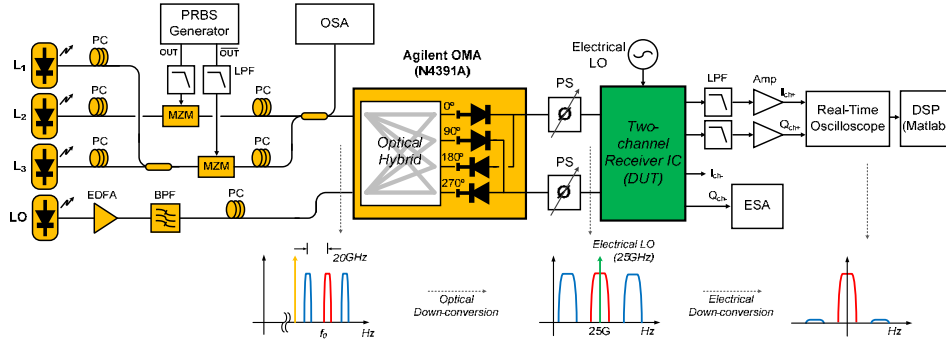 PRBS
Generator
OSA
Electrical
LO
PC
OUT
OUT
LPF
PC
Agilent OMA
(N4391A)
L1
L2
L3
LO
PC
MZM
PC
MZM
PC
PC
EDFA
BPF
PC
Optical
Hybrid
0º
90º
180º
270º
PS
Ø
PS
Ø
Two-
channel
Receiver IC
(DUT)
LPF
Amp
Ich+
Qch+
Ich-
Qch-
Real-Time
Oscilloscope
DSP
(Matlab)
ESA
20GHz
f0
Hz
Optical
Down-conversion
Electrical LO
(25GHz)
25G
Hz
Electrical
Down-conversion
Hz